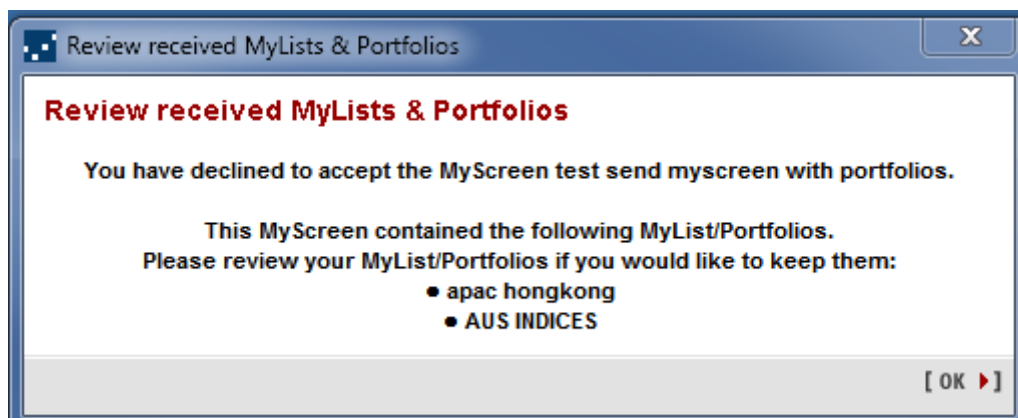 Review received MyLists & Portfolios
Review received MyLists & Portfolios
You have declined to accept the MyScreen test send myscreen with portfolios.
This MyScreen contained the following MyList/Portfolios.
Please review your MyList/Portfolios if you would like to keep them:
● apac hongkong
● AUS INDICES
[ OK ]